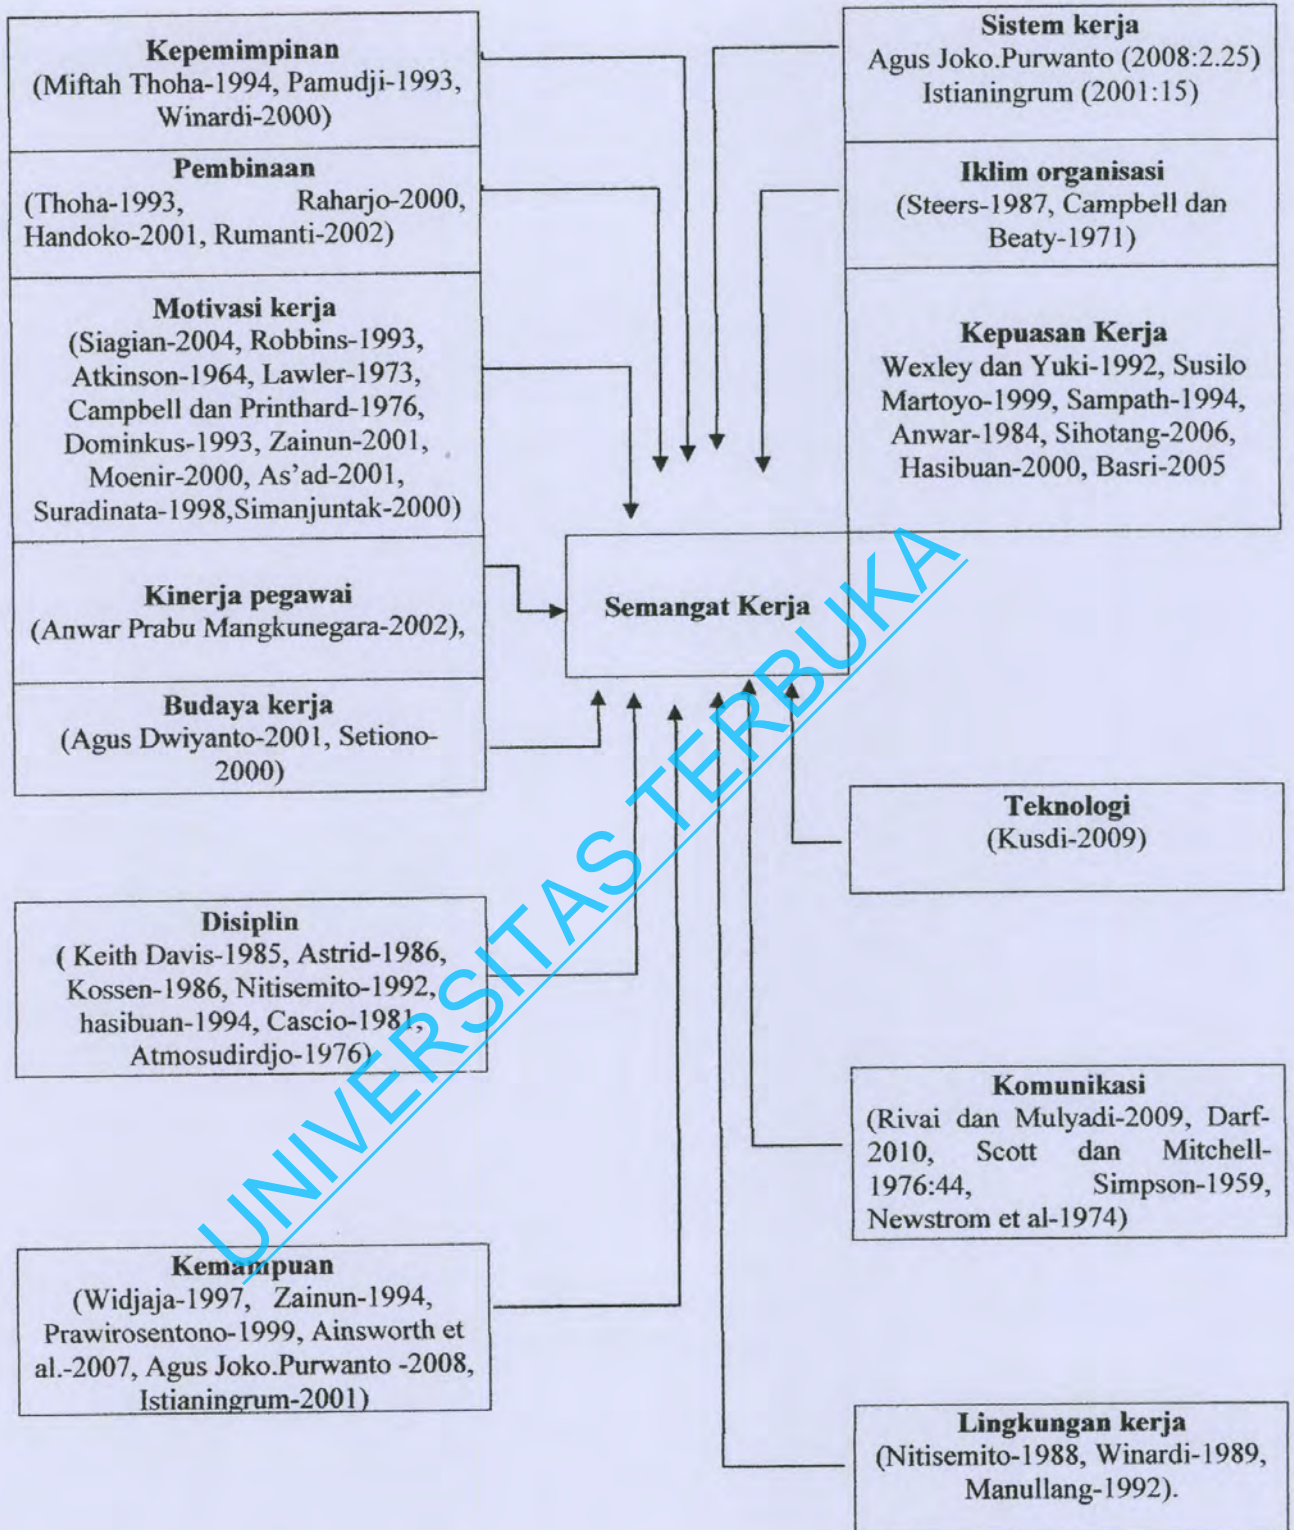 Kepemimpinan
(Miftah Thoha-1994, Pamudji-1993,
Winardi-2000)
Pembinaan
(Thoha-1993, Raharjo-2000,
Handoko-2001, Rumanti-2002)
Motivasi kerja
(Siagian-2004, Robbins-1993,
Atkinson-1964, Lawler-1973,
Campbell dan Printhard-1976,
Dominkus-1993, Zainun-2001,
Moenir-2000, As'ad-2001,
Suradinata-1998,Simanjuntak-2000)
Kinerja pegawai
(Anwar Prabu Mangkunegara-2002),
Budaya kerja
(Agus Dwiyanto-2001, Setiono-
2000)
Disiplin
( Keith Davis-1985, Astrid-1986,
Kossen-1986, Nitisemito-1992,
hasibuan-1994, Cascio-1981,
Atmosudirdjo-1976)
Kemampuan
(Widjaja-1997, Zainun-1994,
Prawirosentono-1999, Ainsworth et
al.-2007, Agus Joko.Purwanto -2008,
Istianingrum-2001)
Semangat Kerja
Sistem kerja
Agus Joko.Purwanto (2008:2.25)
Istianingrum (2001:15)
Iklim organisasi
(Steers-1987, Campbell dan
Beaty-1971)
Kepuasan Kerja
Wexley dan Yuki-1992, Susilo
Martoyo-1999, Sampath-1994,
Anwar-1984, Sihotang-2006,
Hasibuan-2000, Basri-2005
Teknologi
(Kusdi-2009)
Komunikasi
(Rivai dan Mulyadi-2009, Darf-
2010, Scott dan Mitchell-
1976:44, Simpson-1959,
Newstrom et al-1974)
Lingkungan kerja
(Nitisemito-1988, Winardi-1989,
Manullang-1992).
UNIVERSITAS TERBUKA